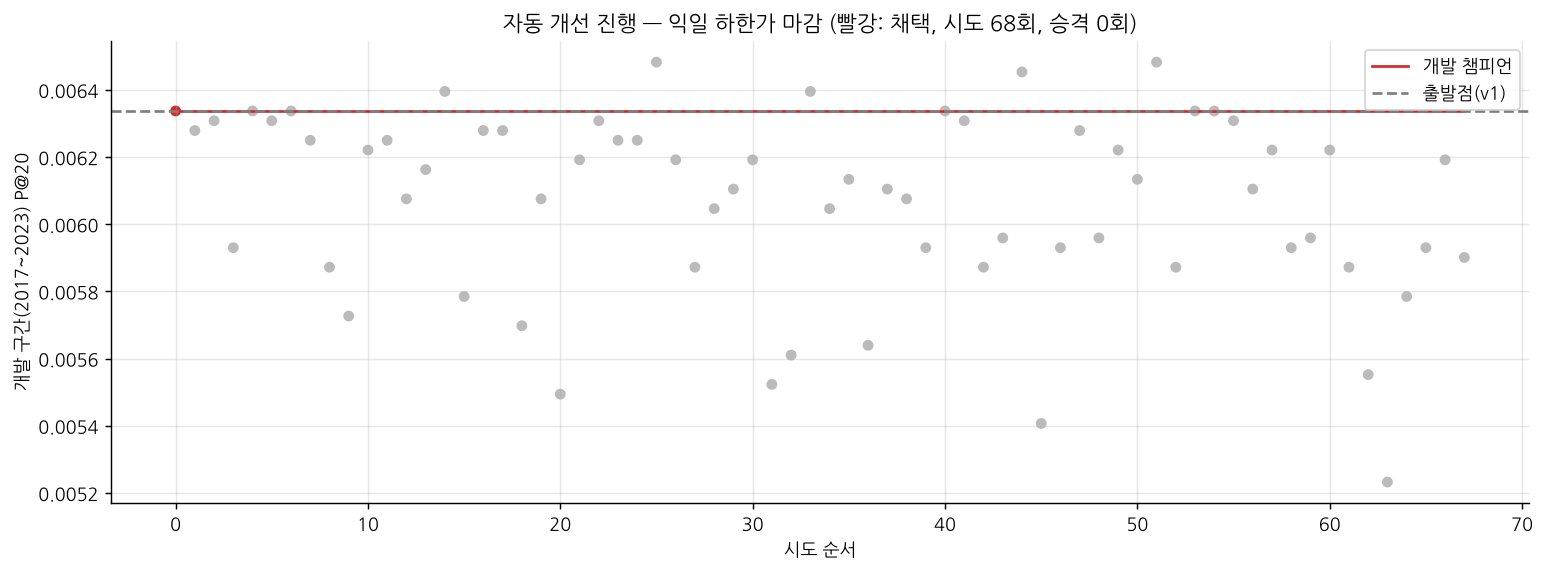 자동 개선 진행 — 익일 하한가 마감 (빨강: 채택, 시도 68회, 승격 0회)
개발 챔피언
출발점(v1)
개발 구간(2017~2023) P@20
0.0064
0.0062
0.0060
0.0058
0.0056
0.0054
0.0052
0 10 20 30 40 50 60 70
시도 순서